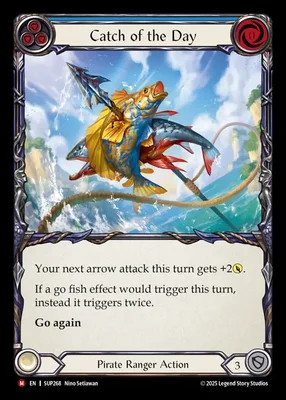 Catch of the Day
Your next arrow attack this turn gets +2.
If a go fish effect would trigger this turn,
instead it triggers twice.
Go again
Pirate Ranger Action
3
M EN SUP268 Nino Setiawan
© 2025 Legend Story Studios